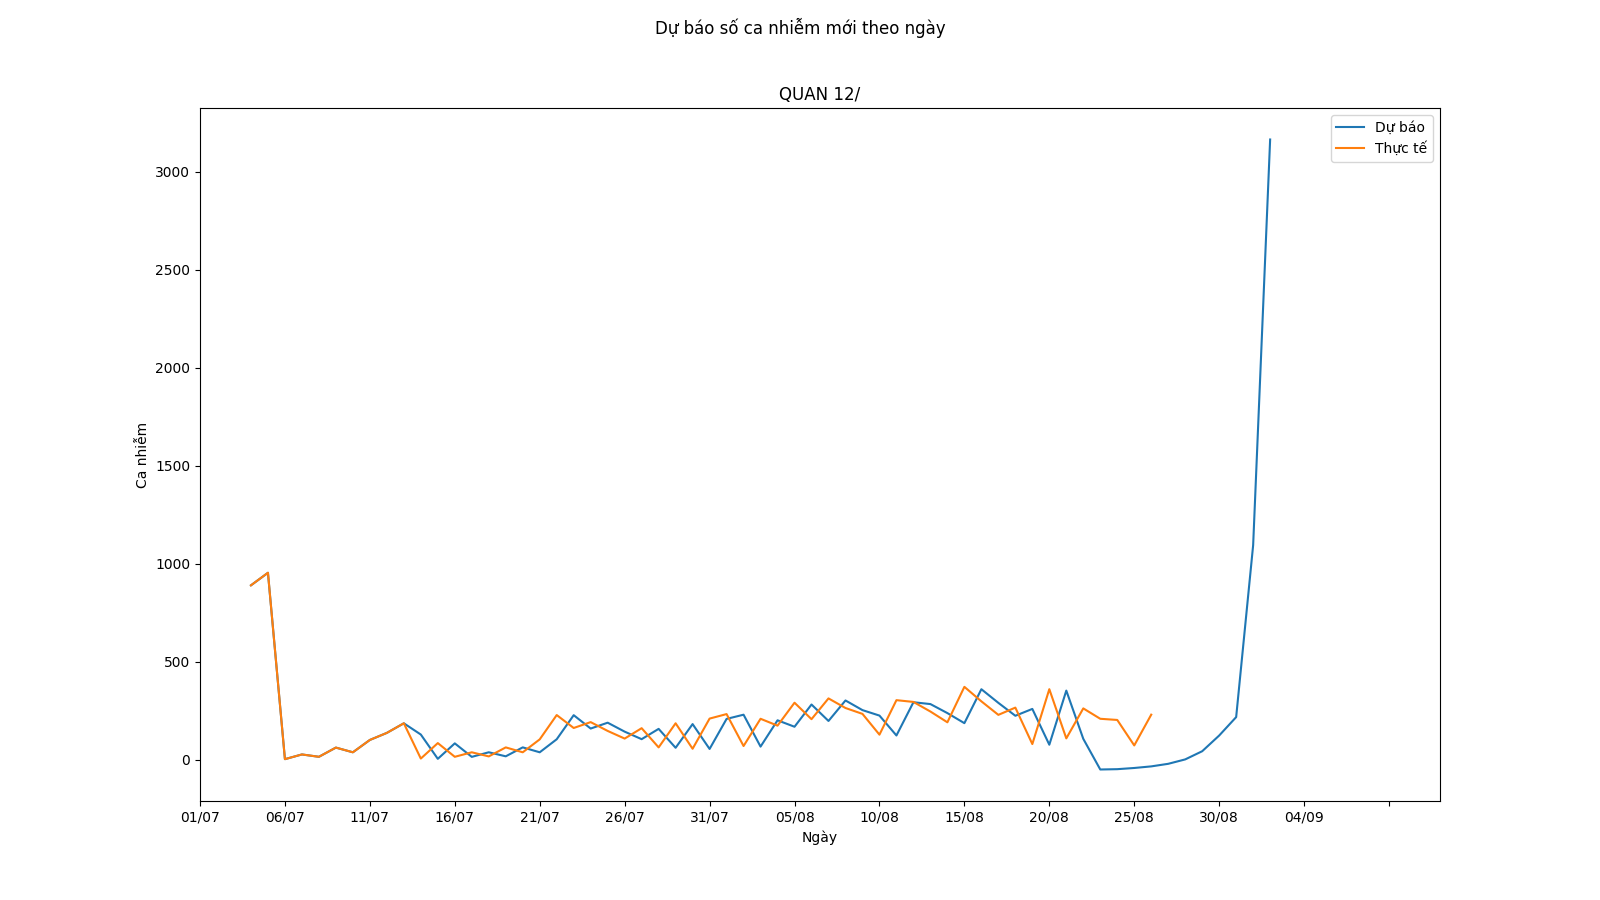 Dự báo số ca nhiễm mới theo ngày
QUAN 12/
Dự báo
Thực tế
3000
2500
2000
1500
1000
500
0
Ca nhiễm
01/07 06/07 11/07 16/07 21/07 26/07 31/07 05/08 10/08 15/08 20/08 25/08 30/08 04/09
Ngày